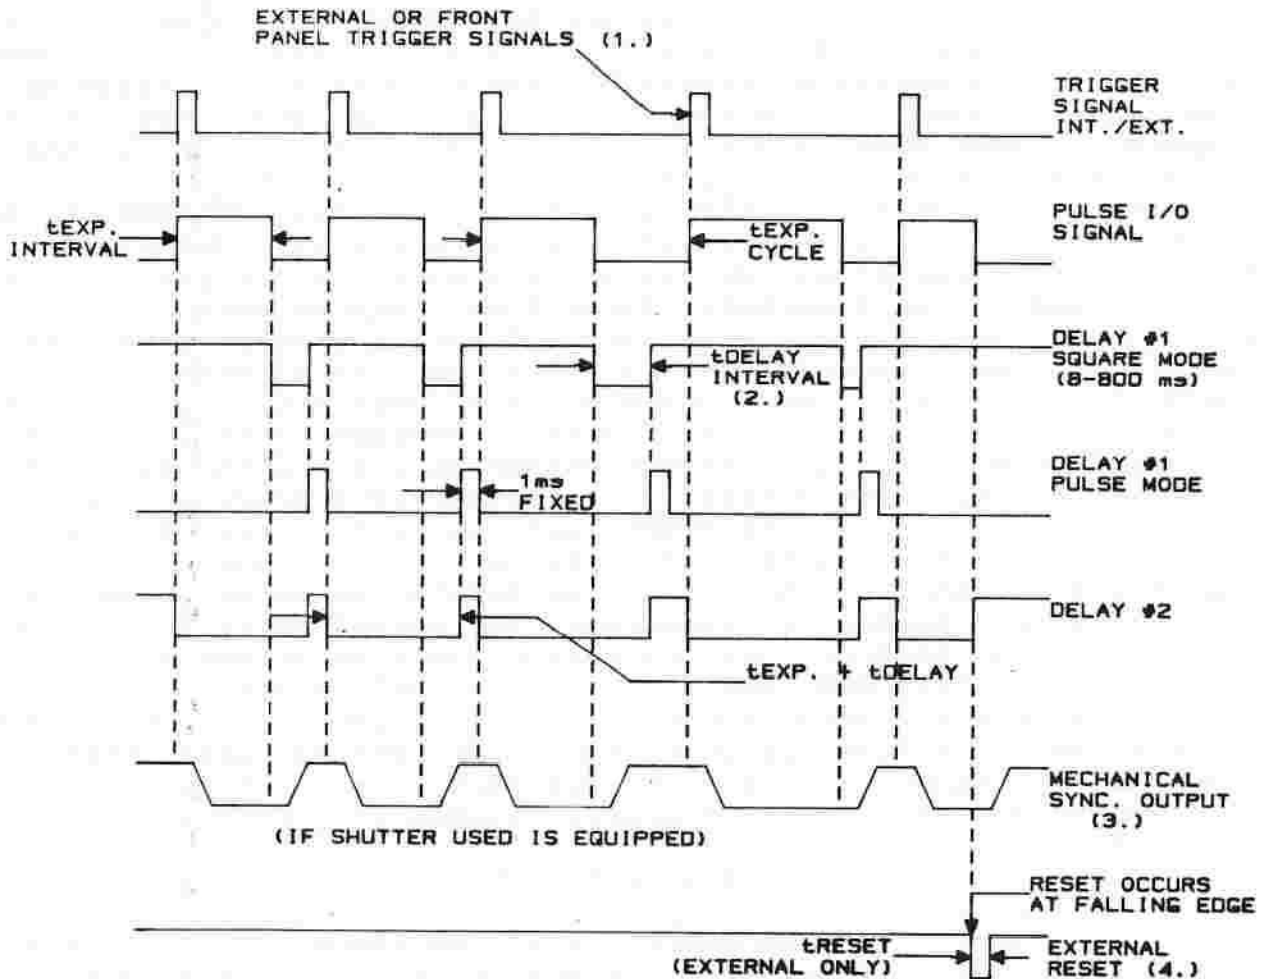 EXTERNAL OR FRONT
PANEL TRIGGER SIGNALS (1.)
TRIGGER
SIGNAL
INT./EXT.
tEXP.
INTERVAL
tEXP.
CYCLE
PULSE I/O
SIGNAL
tDELAY
INTERVAL
(2.)
DELAY #1
SQUARE MODE
(8-800 ms)
1ms
FIXED
DELAY #1
PULSE MODE
DELAY #2
tEXP. + tDELAY
MECHANICAL
SYNC. OUTPUT
(3.)
(IF SHUTTER USED IS EQUIPPED)
RESET OCCURS
AT FALLING EDGE
tRESET
(EXTERNAL ONLY)
EXTERNAL
RESET (4.)